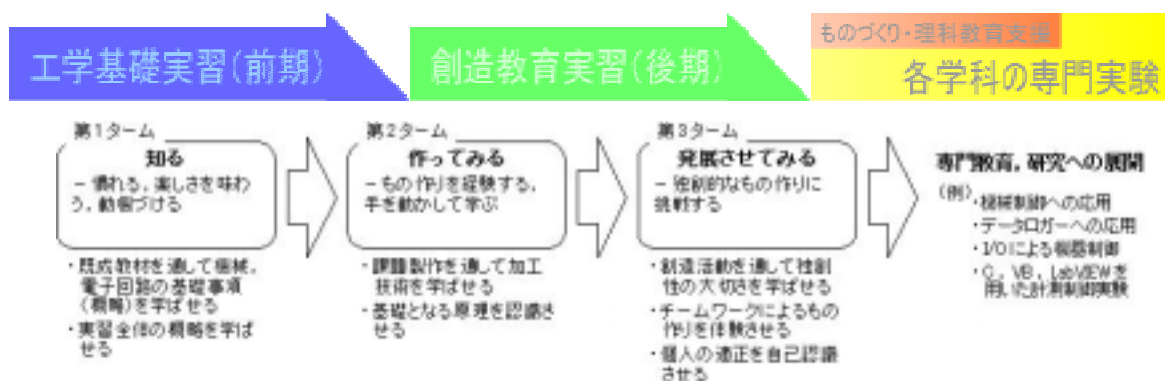 工学基礎実習(前期)
創造教育実習(後期)
ものづくり・理科教育支援
各学科の専門実験
第1ターム
知る
－ 慣れる，楽しさを味わ
う，動機づける
・既成教材を通して機械，
電子回路の基礎事項
(概略)を学ばせる
・実習全体の概略を学ば
せる
第2ターム
作ってみる
－もの作りを経験する，
手を動かして学ぶ
・課題製作を通して加工
技術を学ばせる
・基礎となる原理を認識さ
せる
第3ターム
発展させてみる
－ 独創的なもの作りに
挑戦する
・創造活動を通して独創
性の大切さを学ばせる
・チームワークによるもの
作りを体験させる
・個人の適正を自己認識
させる
専門教育，研究への展開
(例)・機械制御への応用
・データロガーへの応用
・I/Oによる機器制御
・C，VB，LabVIEWを
用いた計測制御実験